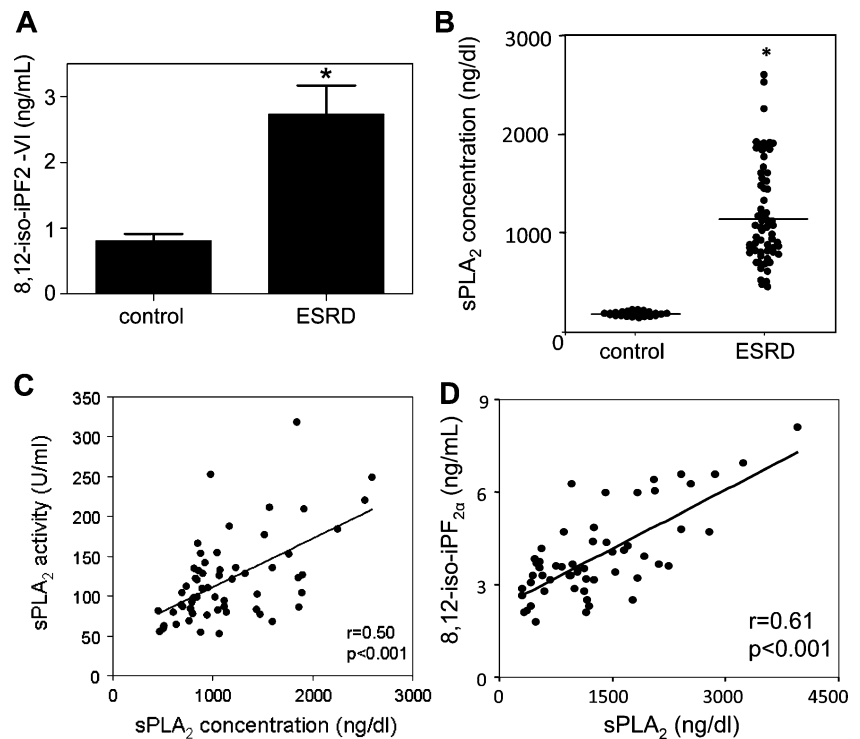 A
8,12-iso-iPF2 -VI (ng/mL)
3
2
1
0
control
ESRD
*
B
sPLA2 concentration (ng/dl)
3000
2000
1000
0
control
ESRD
*
C
sPLA2 activity (U/ml)
350
300
250
200
150
100
50
0
r=0.50
p<0.001
0
1000
2000
3000
sPLA2 concentration (ng/dl)
D
8,12-iso-iPF2α (ng/mL)
9
6
3
0
r=0.61
p<0.001
0
1500
3000
4500
sPLA2 (ng/dl)